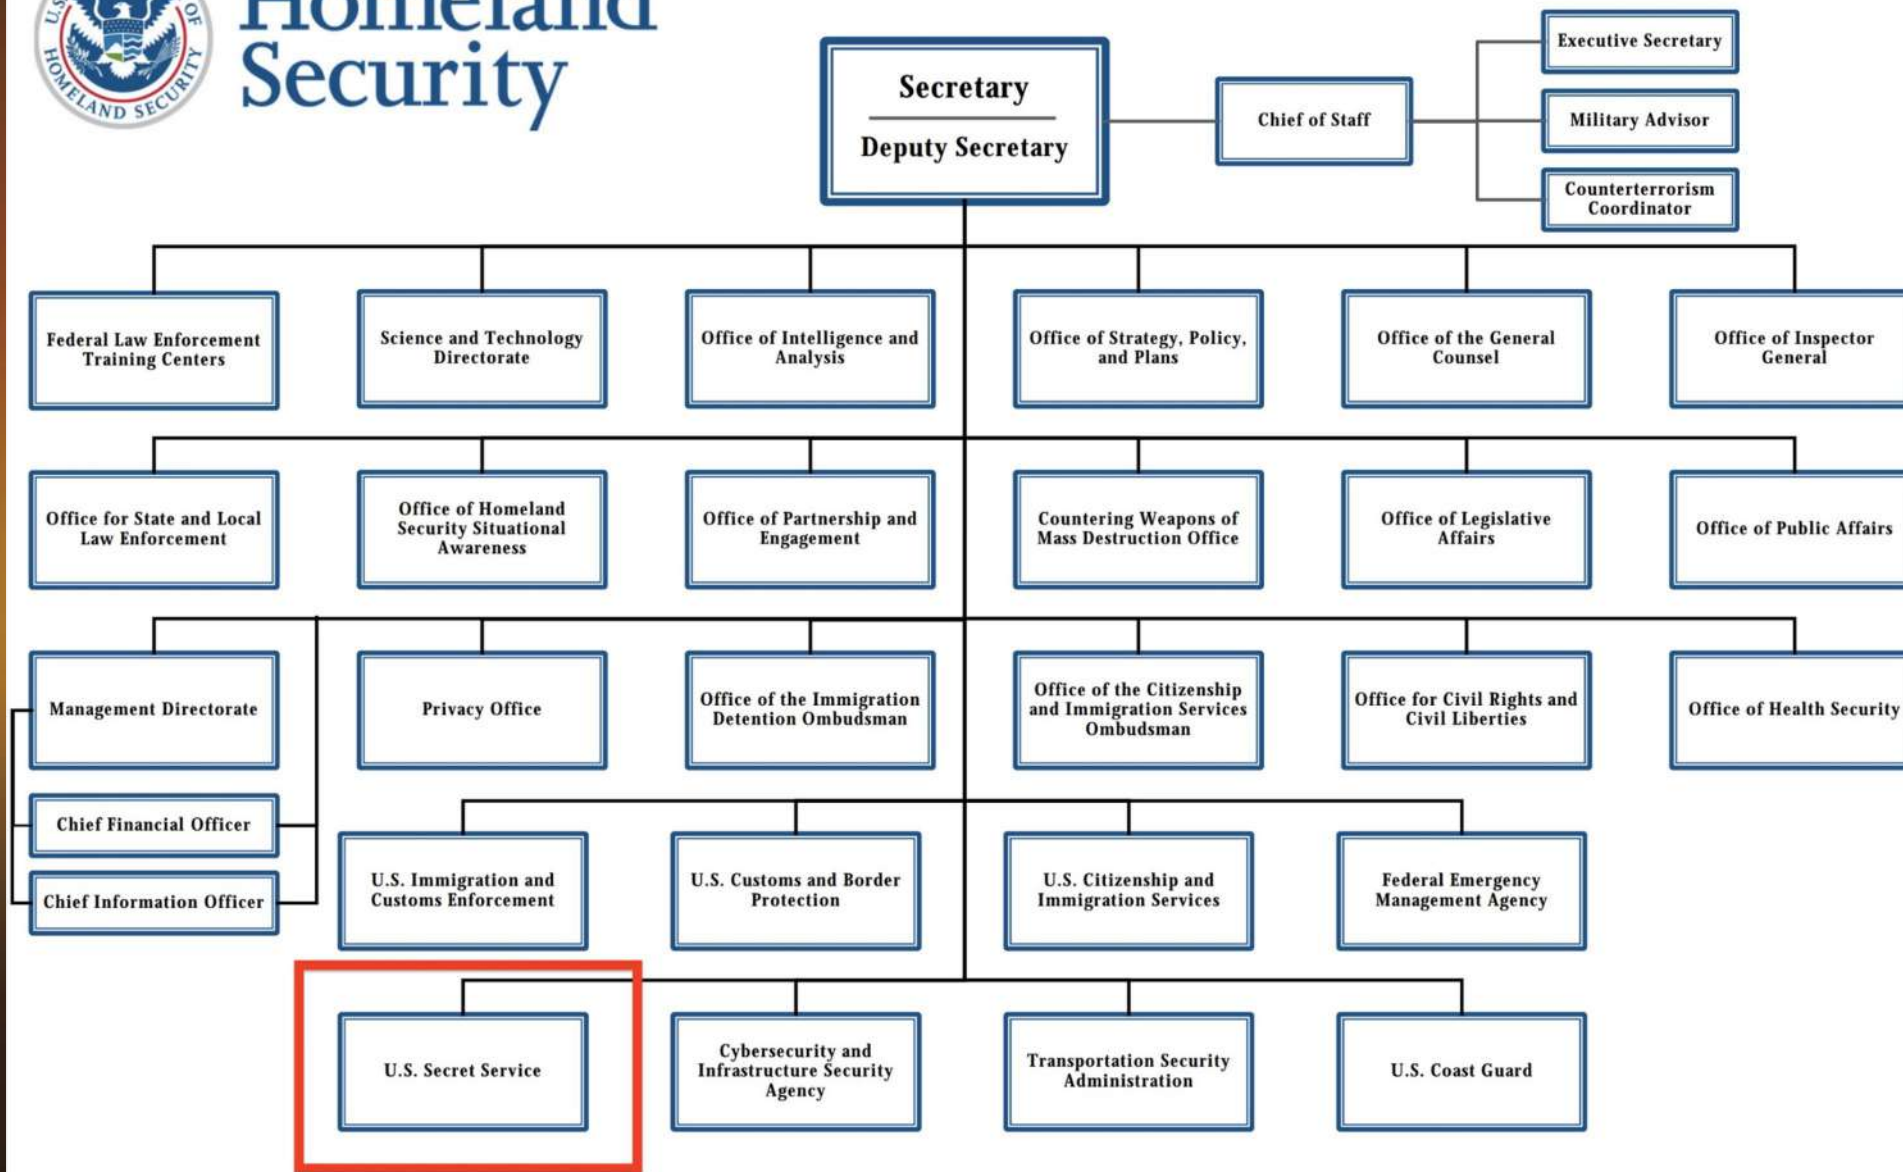 U.S.
OF
HOMELAND SECURITY
Homeland
Security
Secretary
Deputy Secretary
Chief of Staff
Executive Secretary
Military Advisor
Counterterrorism
Coordinator
Federal Law Enforcement
Training Centers
Science and Technology
Directorate
Office of Intelligence and
Analysis
Office of Strategy, Policy,
and Plans
Office of the General
Counsel
Office of Inspector
General
Office for State and Local
Law Enforcement
Office of Homeland
Security Situational
Awareness
Office of Partnership and
Engagement
Countering Weapons of
Mass Destruction Office
Office of Legislative
Affairs
Office of Public Affairs
Management Directorate
Privacy Office
Office of the Immigration
Detention Ombudsman
Office of the Citizenship
and Immigration Services
Ombudsman
Office for Civil Rights and
Civil Liberties
Office of Health Security
Chief Financial Officer
Chief Information Officer
U.S. Immigration and
Customs Enforcement
U.S. Customs and Border
Protection
U.S. Citizenship and
Immigration Services
Federal Emergency
Management Agency
U.S. Secret Service
Cybersecurity and
Infrastructure Security
Agency
Transportation Security
Administration
U.S. Coast Guard